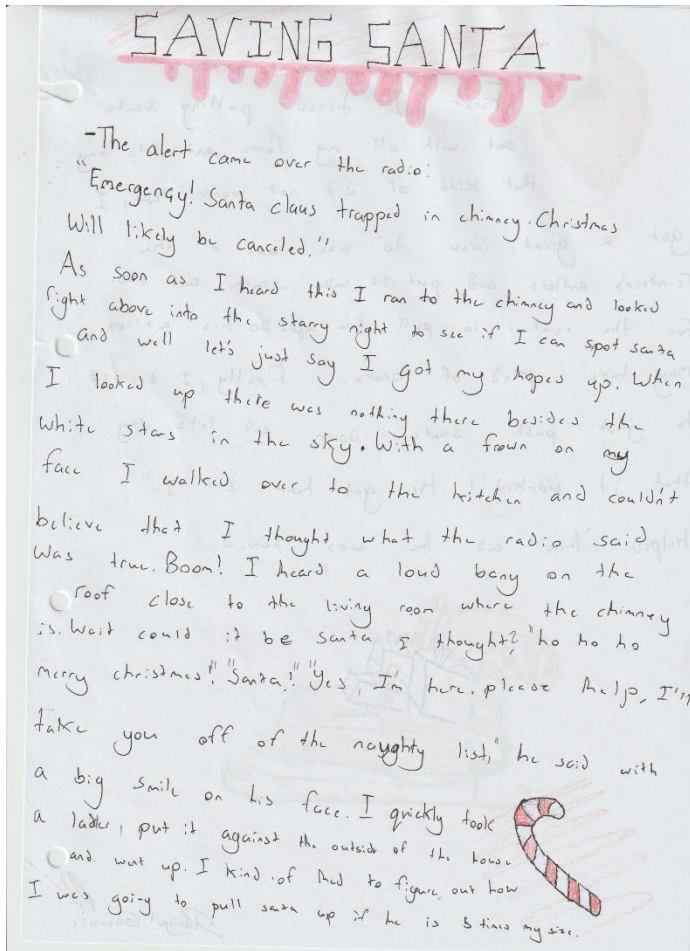 SAVING SANTA
-The alert came over the radio:
"Emergency! Santa claus trapped in chimney. Christmas
Will likely be canceled."
As soon as I heard this I ran to the chimney and looked
right above into the starry night to see if I can spot santa
and well let's just say I got my hopes up. When
I looked up there was nothing there besides the
white stars in the sky. With a frown on my
face I walked over to the kitchen and couldn't
believe that I thought what the radio said
was true. Boom! I heard a loud bang on the
roof close to the living room where the chimney
is. Wait could it be santa I thought? "ho ho ho
merry christmas". "Santa!" "Yes, I'm here. please help, I'll
take you off of the naughty list," he said with
a big smile on his face. I quickly took
a ladder, put it against the outside of the house
and went up. I kind of had to figure out how
I was going to pull santa up if he is 3 times my size.